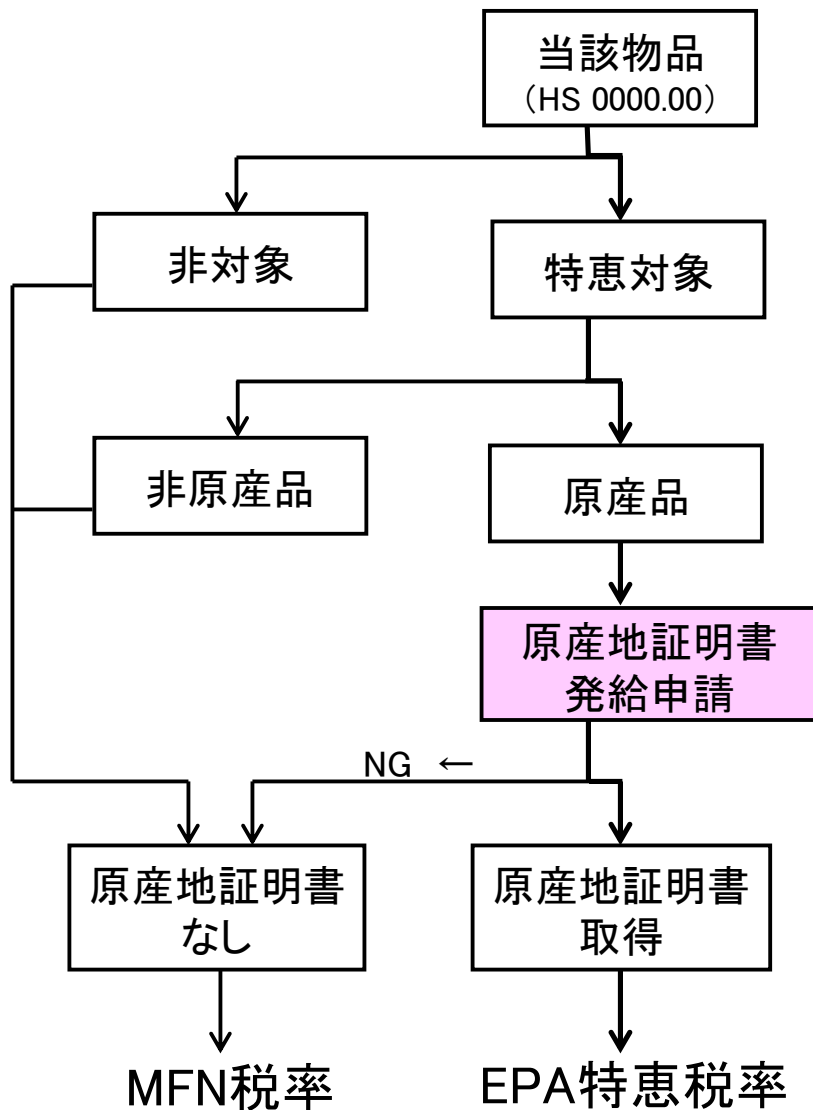 当該物品
（HS 0000.00）
非対象
特恵対象
非原産品
原産品
原産地証明書
発給申請
NG ←
原産地証明書
なし
原産地証明書
取得
MFN税率
EPA特恵税率